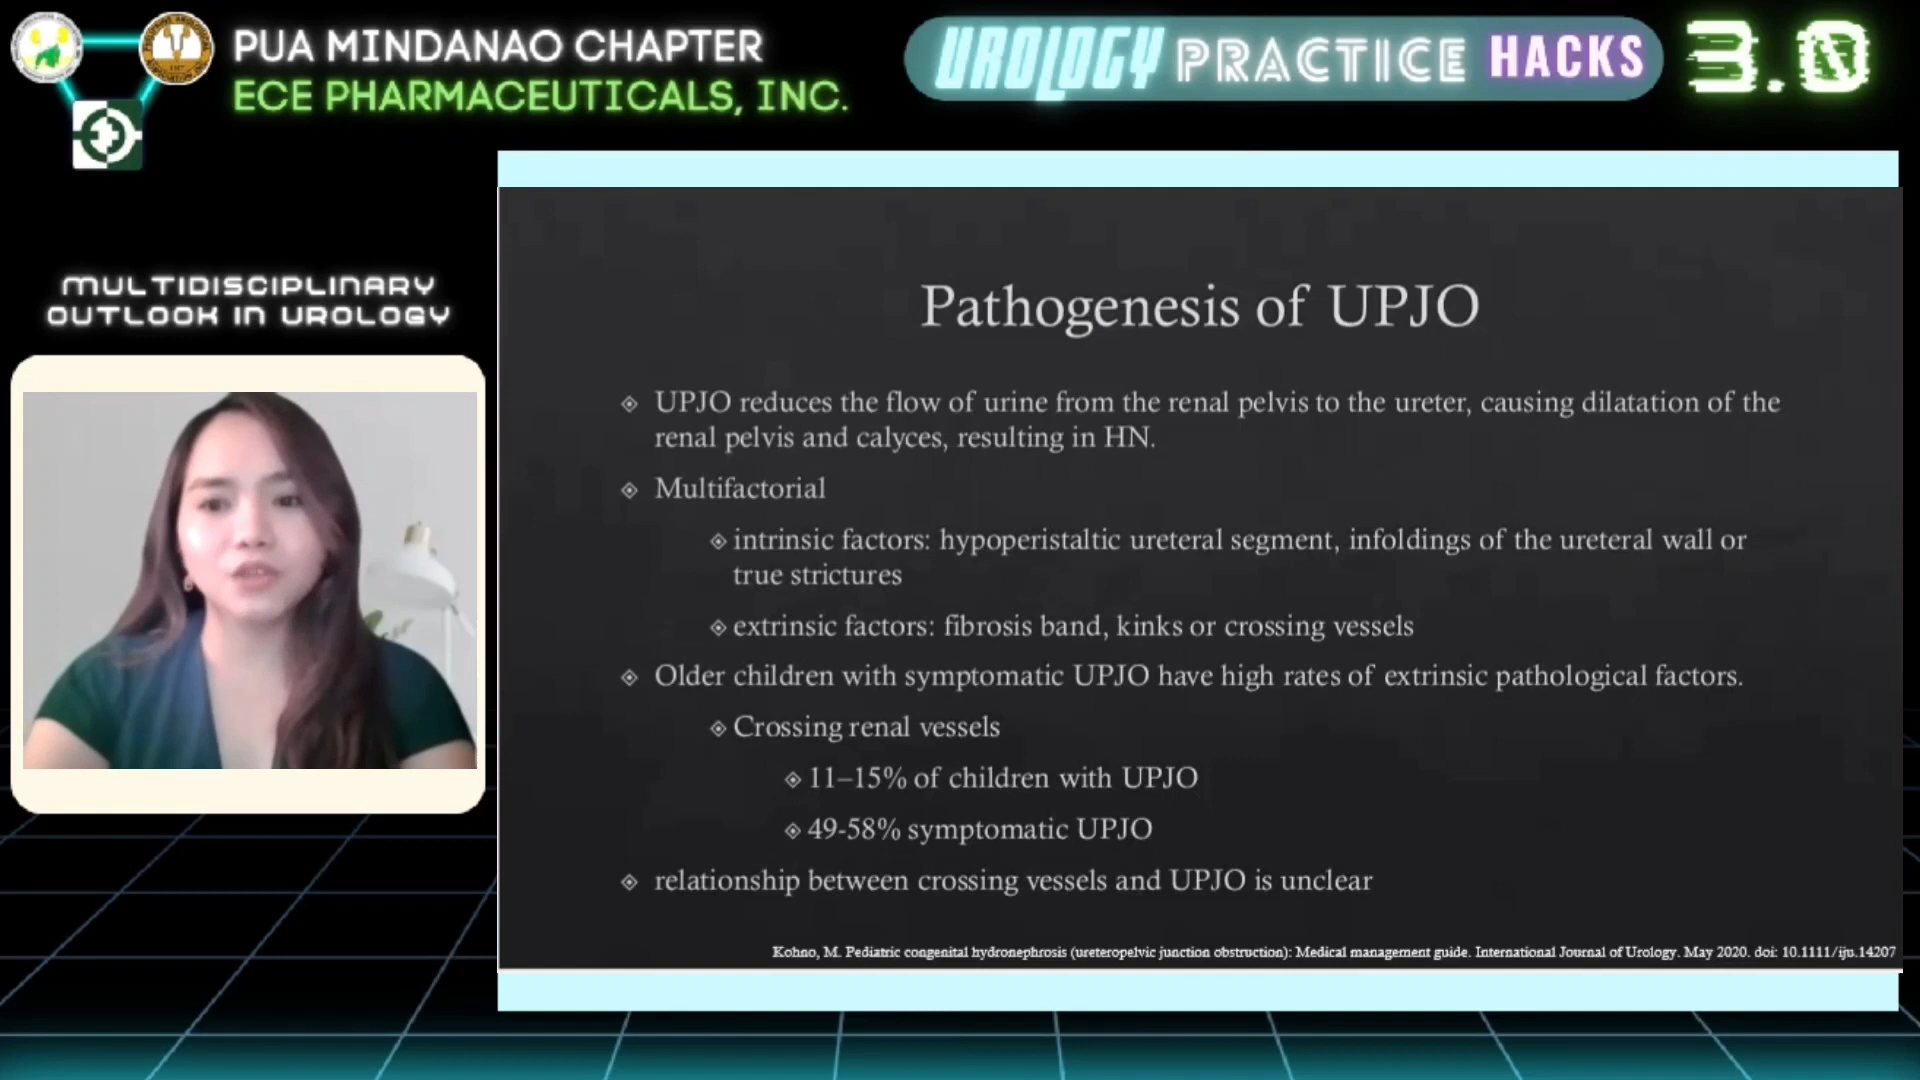 PUA MINDANAO CHAPTER
ECE PHARMACEUTICALS, INC.
UROLOGY PRACTICE HACKS 3.0
MULTIDISCIPLINARY
OUTLOOK IN UROLOGY
Pathogenesis of UPJO
UPJO reduces the flow of urine from the renal pelvis to the ureter, causing dilatation of the
renal pelvis and calyces, resulting in HN.
Multifactorial
intrinsic factors: hypoperistaltic ureteral segment, infoldings of the ureteral wall or
true strictures
extrinsic factors: fibrosis band, kinks or crossing vessels
Older children with symptomatic UPJO have high rates of extrinsic pathological factors.
Crossing renal vessels
11–15% of children with UPJO
49-58% symptomatic UPJO
relationship between crossing vessels and UPJO is unclear
Kohno, M. Pediatric congenital hydronephrosis (ureteropelvic junction obstruction): Medical management guide. International Journal of Urology. May 2020. doi: 10.1111/iju.14207